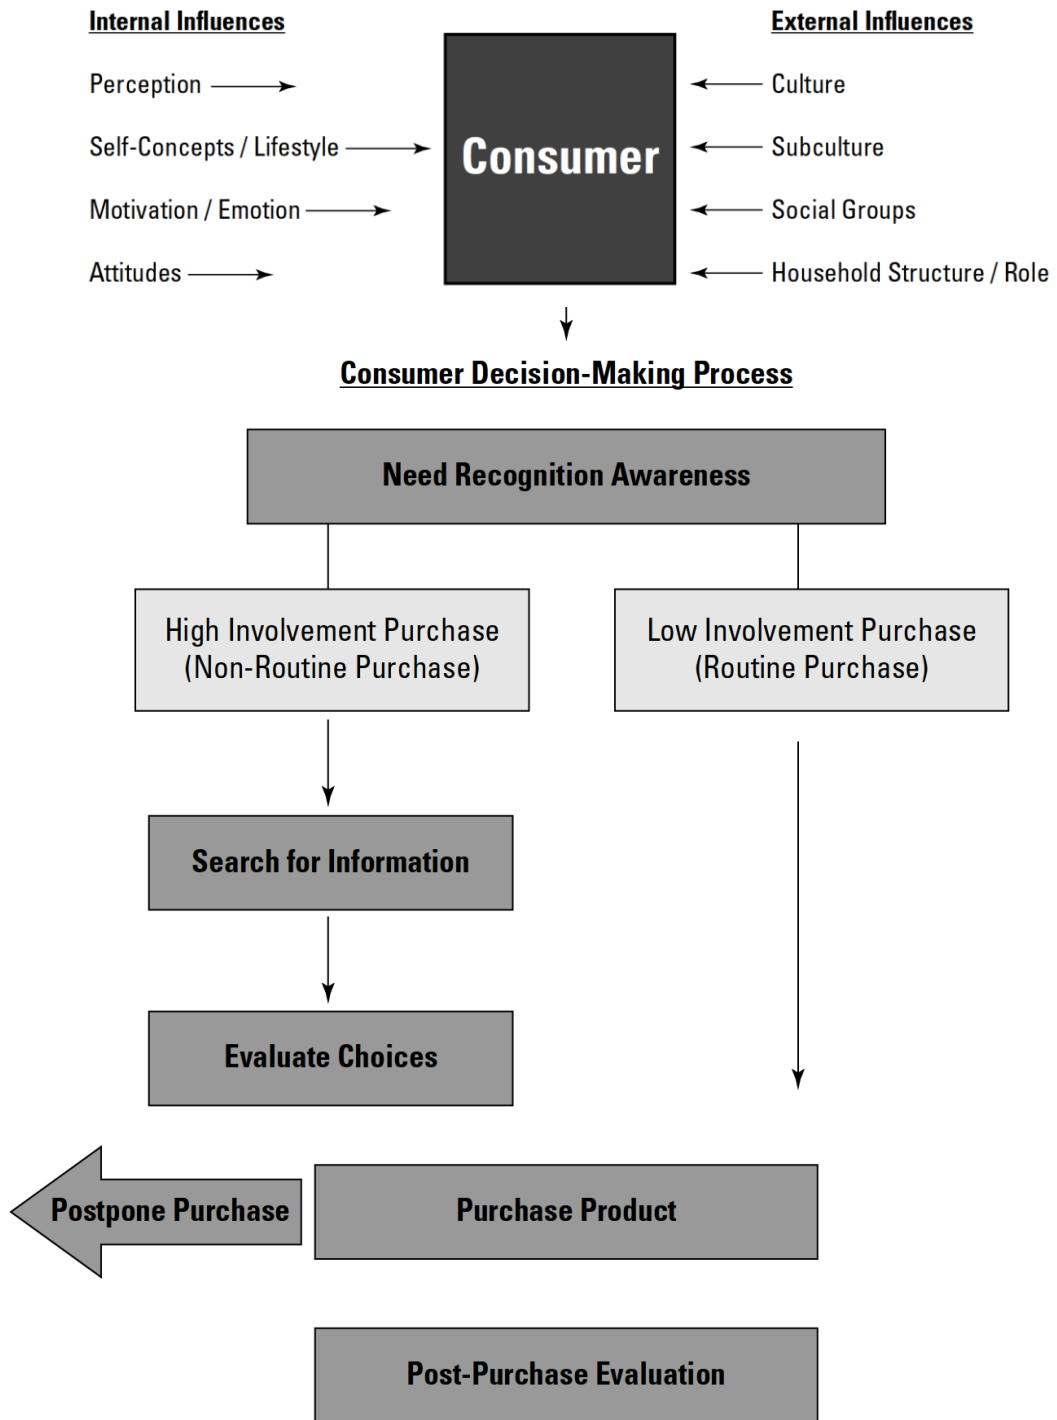 Internal Influences
External Influences
Perception
Culture
Self-Concepts / Lifestyle
Consumer
Subculture
Motivation / Emotion
Social Groups
Attitudes
Household Structure / Role
Consumer Decision-Making Process
Need Recognition Awareness
High Involvement Purchase
(Non-Routine Purchase)
Low Involvement Purchase
(Routine Purchase)
Search for Information
Evaluate Choices
Postpone Purchase
Purchase Product
Post-Purchase Evaluation